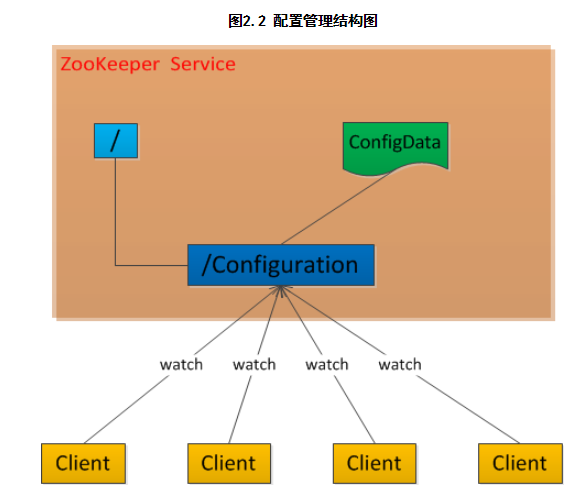 图2.2 配置管理结构图
ZooKeeper Service
/
ConfigData
/Configuration
watch watch watch watch
Client Client Client Client